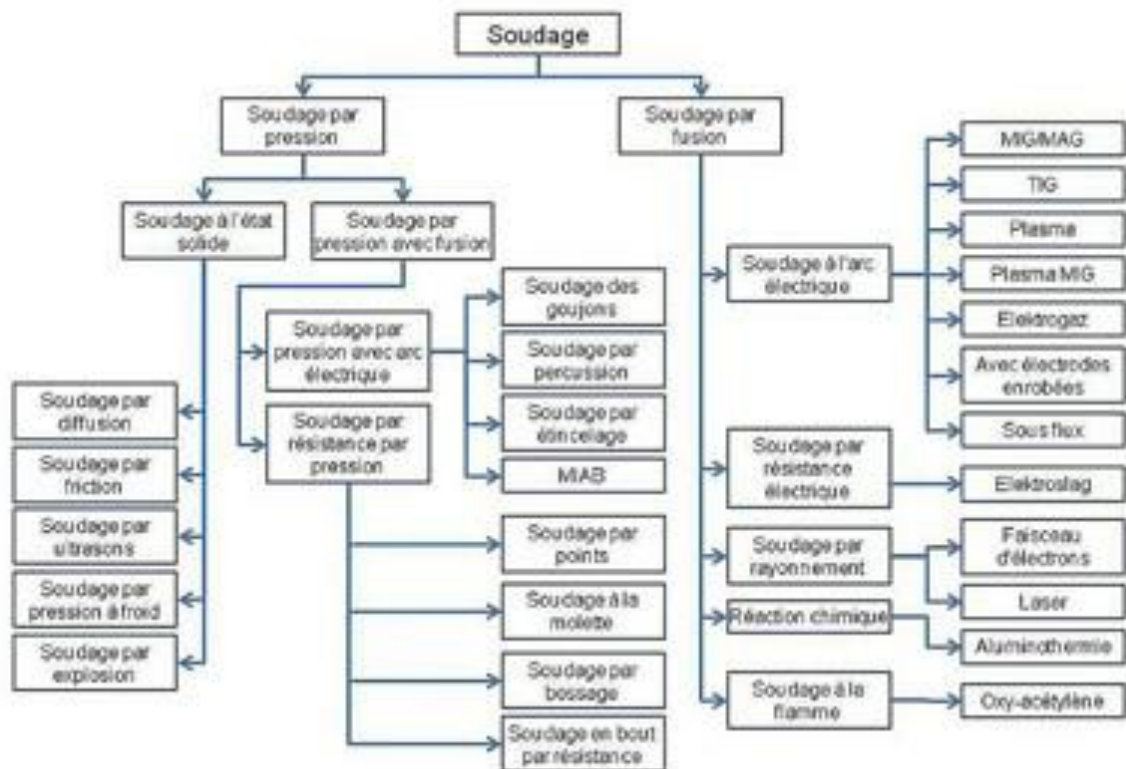 Soudage
Soudage par
pression
Soudage par
fusion
Soudage à l'état
solide
Soudage par
pression avec fusion
Soudage par
diffusion
Soudage par
friction
Soudage par
ultrasons
Soudage par
pression à froid
Soudage par
explosion
Soudage par
pression avec arc
électrique
Soudage par
résistance par
pression
Soudage des
goujons
Soudage par
percussion
Soudage par
étincelage
MIAB
Soudage par
points
Soudage à la
molette
Soudage par
bossage
Soudage en bout
par résistance
Soudage à l'arc
électrique
Soudage par
résistance
électrique
Soudage par
rayonnement
Réaction chimique
Soudage à la
flamme
MIG/MAG
TIG
Plasma
Plasma MIG
Elektrogaz
Avec électrodes
enrobées
Sous flux
Elektroslag
Faisceau
d'électrons
Laser
Aluminothermie
Oxy-acétylène